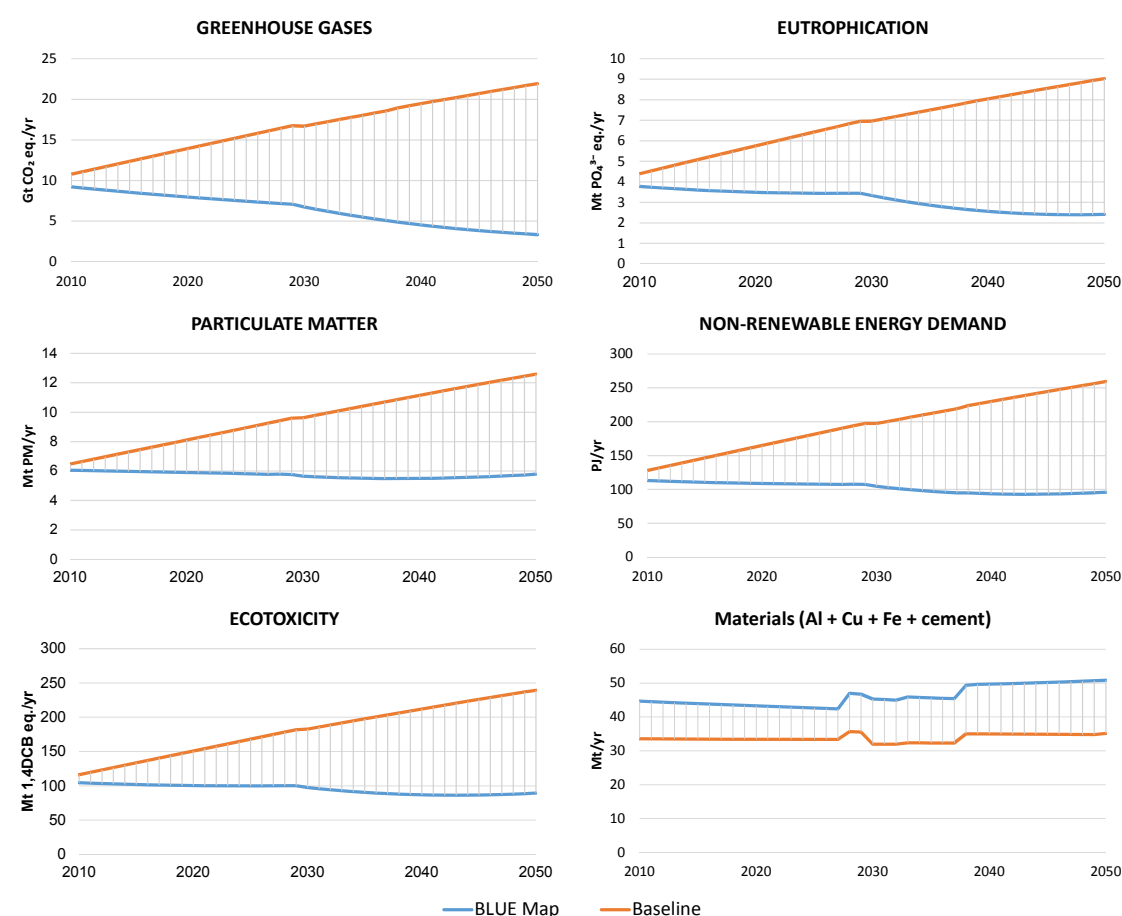 GREENHOUSE GASES
25
20
15
10
5
0
Gt CO₂ eq./yr
2010 2020 2030 2040 2050
EUTROPHICATION
10
9
8
7
6
5
4
3
2
1
0
Mt PO₄³⁻ eq./yr
2010 2020 2030 2040 2050
PARTICULATE MATTER
14
12
10
8
6
4
2
0
Mt PM/yr
2010 2020 2030 2040 2050
NON-RENEWABLE ENERGY DEMAND
300
250
200
150
100
50
0
PJ/yr
2010 2020 2030 2040 2050
ECOTOXICITY
300
250
200
150
100
50
0
Mt 1,4DCB eq./yr
2010 2020 2030 2040 2050
Materials (Al + Cu + Fe + cement)
60
50
40
30
20
10
0
Mt/yr
2010 2020 2030 2040 2050
BLUE Map Baseline